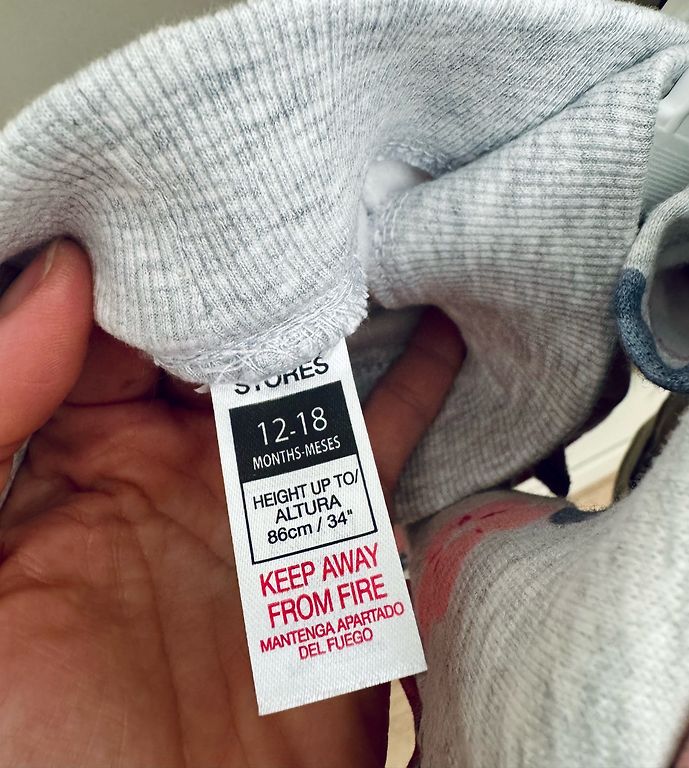 STORES
12-18
MONTHS-MESES
HEIGHT UP TO/
ALTURA
86cm / 34"
KEEP AWAY
FROM FIRE
MANTENGA APARTADO
DEL FUEGO